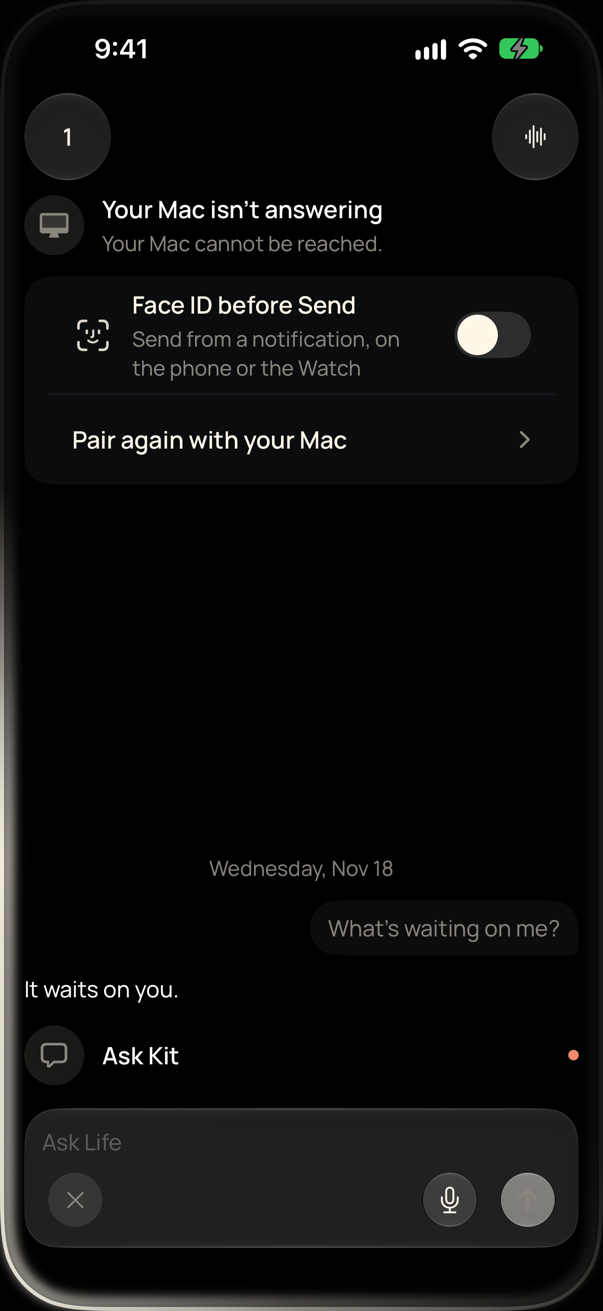 9:41
1
Your Mac isn't answering
Your Mac cannot be reached.
Face ID before Send
Send from a notification, on
the phone or the Watch
Pair again with your Mac
Wednesday, Nov 18
What's waiting on me?
It waits on you.
Ask Kit
Ask Life